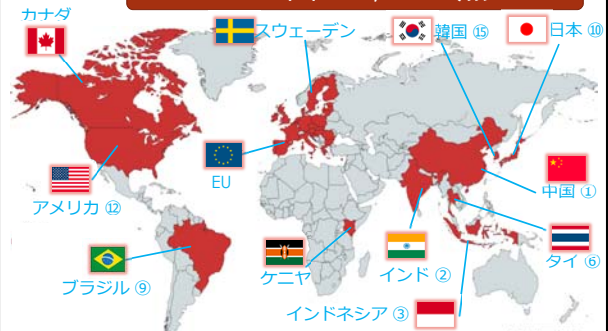 カナダ
スウェーデン
韓国 ⑮
日本 ⑩
EU
中国 ①
アメリカ ⑫
タイ ⑥
ケニヤ
インド ②
ブラジル ⑨
インドネシア ③